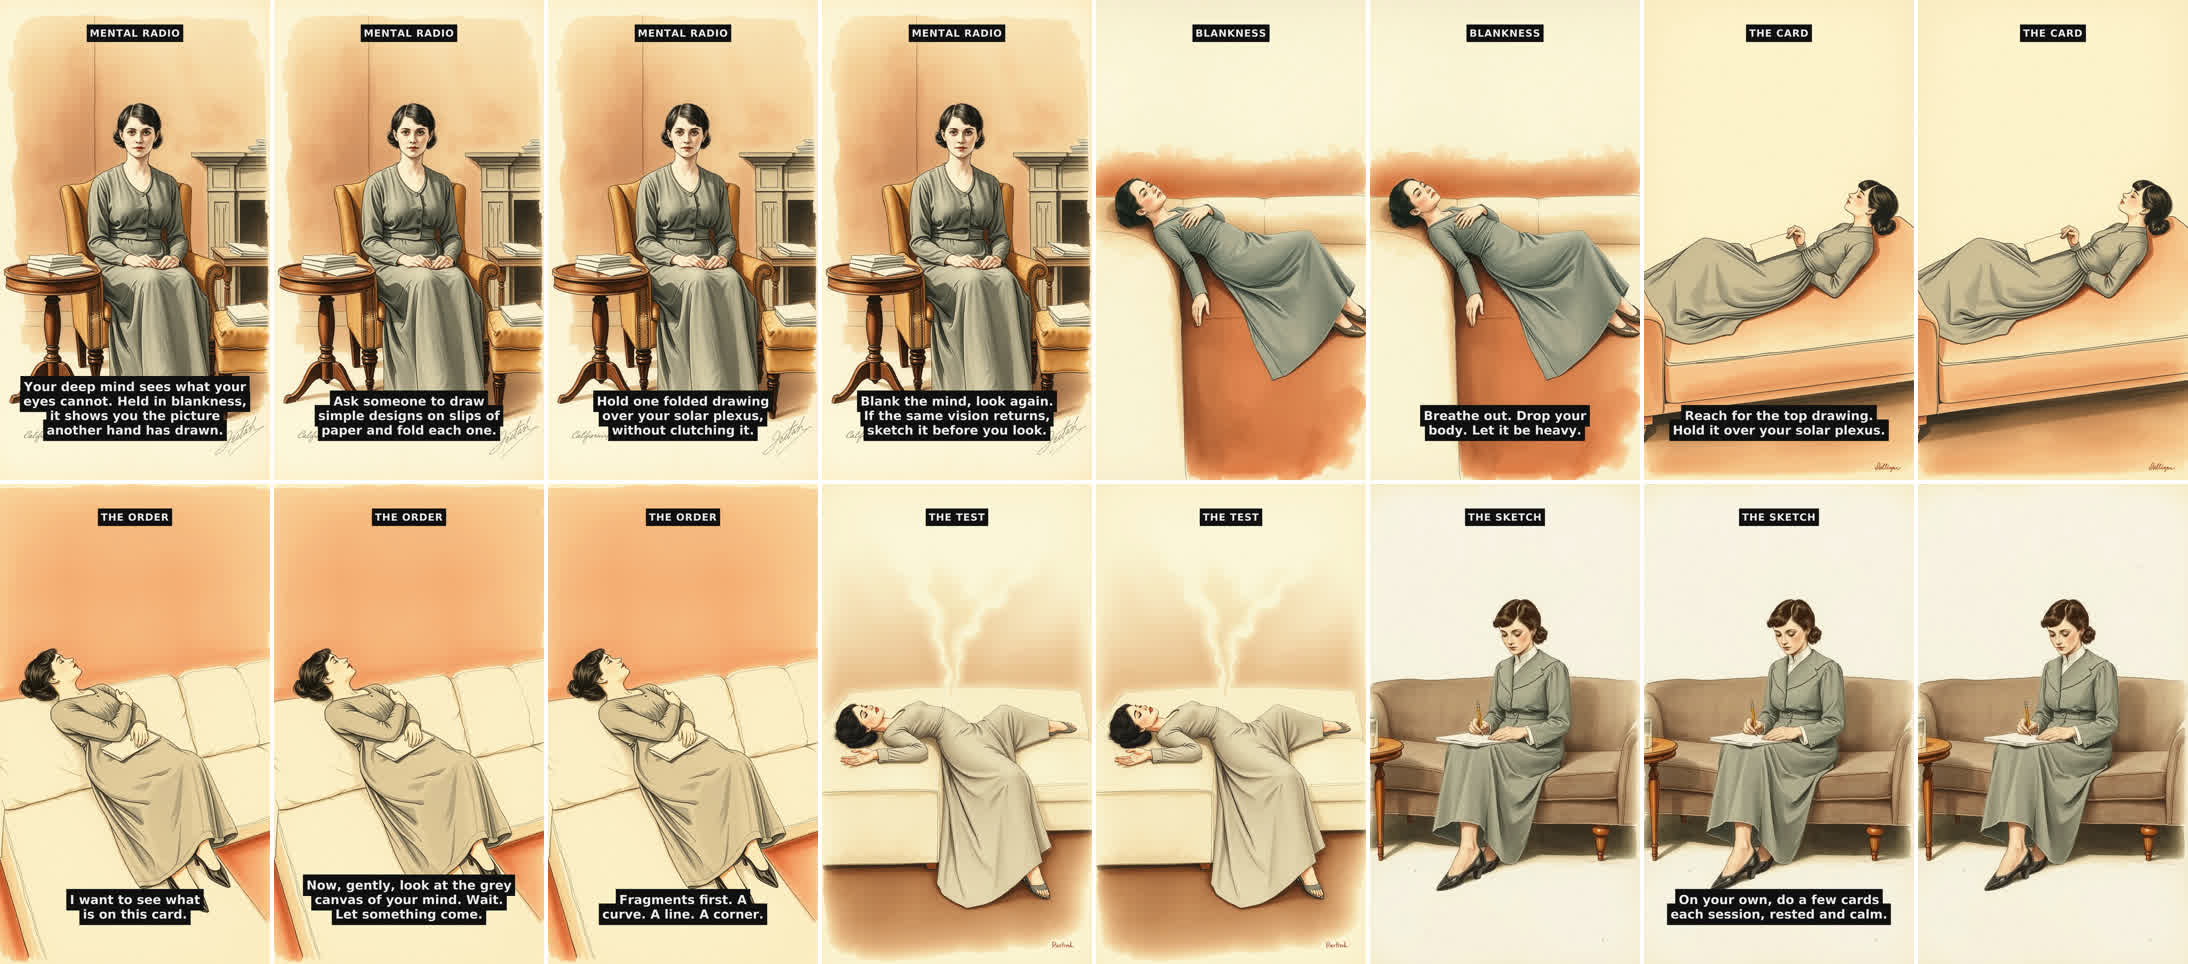 MENTAL RADIO
Your deep mind sees what your
eyes cannot. Held in blankness,
it shows you the picture
another hand has drawn.
MENTAL RADIO
Ask someone to draw
simple designs on slips of
paper and fold each one.
MENTAL RADIO
Hold one folded drawing
over your solar plexus,
without clutching it.
MENTAL RADIO
Blank the mind, look again.
If the same vision returns,
sketch it before you look.
BLANKNESS
BLANKNESS
Breathe out. Drop your
body. Let it be heavy.
THE CARD
Reach for the top drawing.
Hold it over your solar plexus.
THE CARD
THE ORDER
I want to see what
is on this card.
THE ORDER
Now, gently, look at the grey
canvas of your mind. Wait.
Let something come.
THE ORDER
Fragments first. A
curve. A line. A corner.
THE TEST
THE TEST
THE SKETCH
THE SKETCH
On your own, do a few cards
each session, rested and calm.